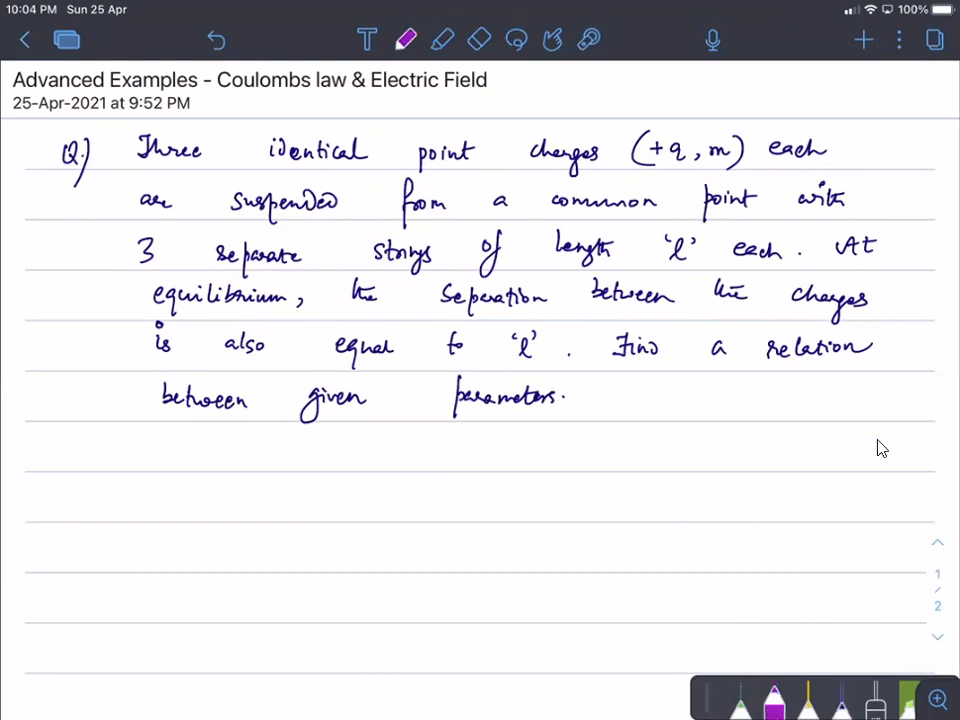 10:04 PM Sun 25 Apr 100%
Advanced Examples - Coulombs law & Electric Field
25-Apr-2021 at 9:52 PM
Q.) Three identical point charges (+q, m) each
are suspended from a common point with
3 separate strings of length 'l' each. At
equilibrium, the separation between the charges
is also equal to 'l'. Find a relation
between given parameters.
1
/
2